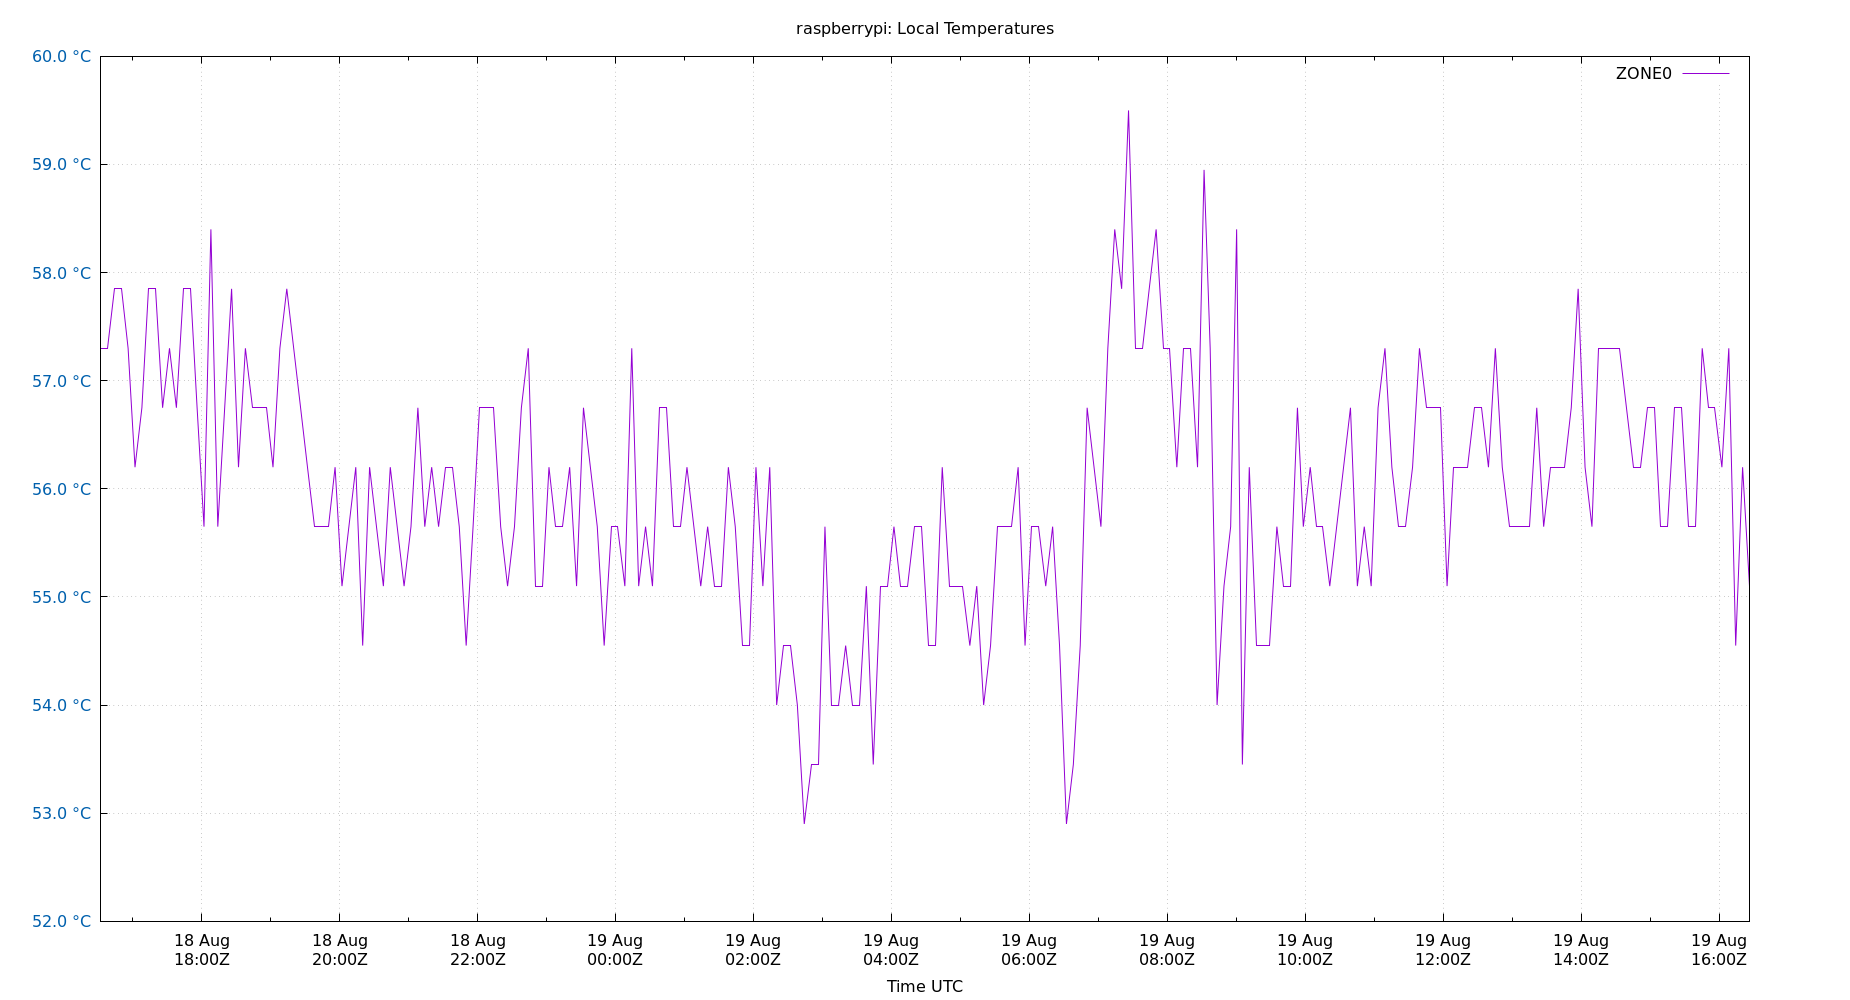 raspberrypi: Local Temperatures
ZONE0
60.0 °C
59.0 °C
58.0 °C
57.0 °C
56.0 °C
55.0 °C
54.0 °C
53.0 °C
52.0 °C
18 Aug 18 Aug 18 Aug 19 Aug 19 Aug 19 Aug 19 Aug 19 Aug 19 Aug 19 Aug 19 Aug 19 Aug
18:00Z 20:00Z 22:00Z 00:00Z 02:00Z 04:00Z 06:00Z 08:00Z 10:00Z 12:00Z 14:00Z 16:00Z
Time UTC